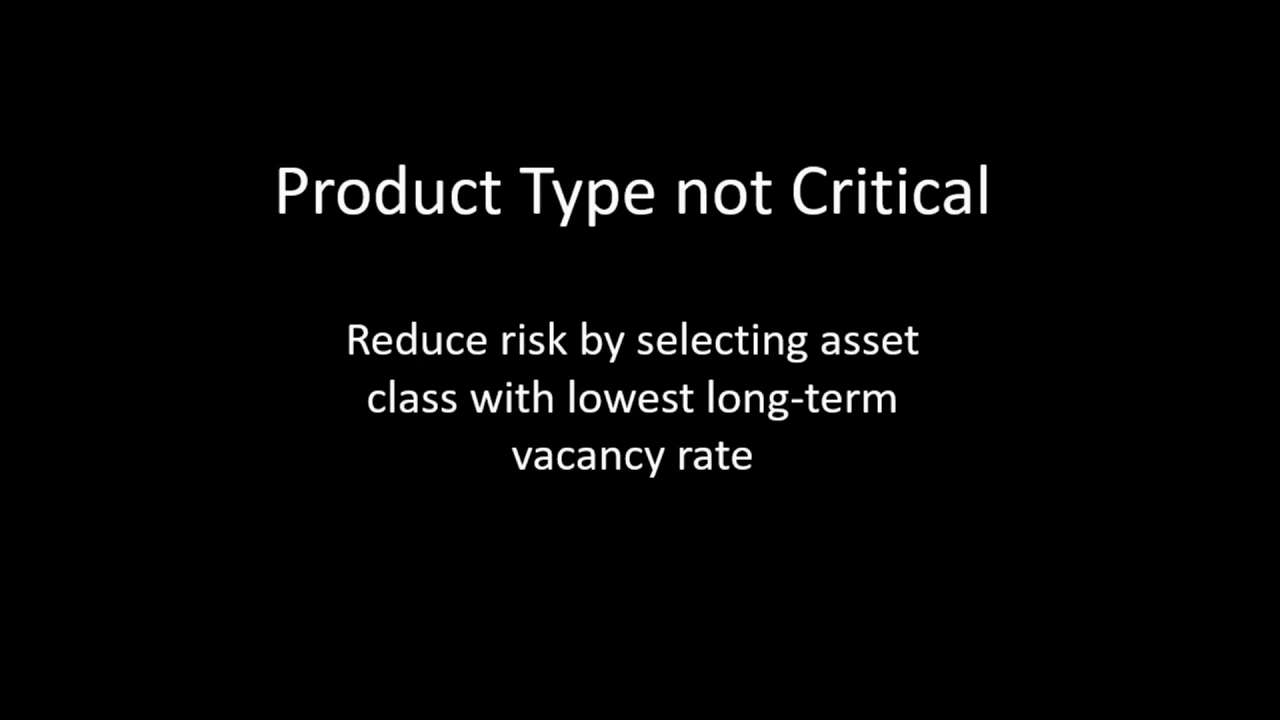 Product Type not Critical
Reduce risk by selecting asset
class with lowest long-term
vacancy rate